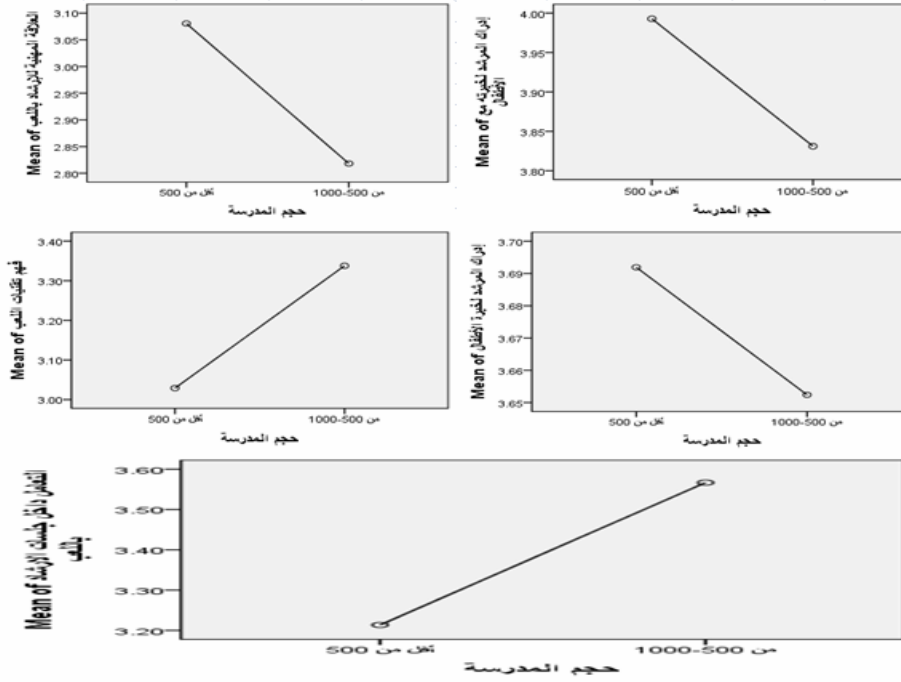 Mean of العلاقة المهنية للإرشاد باللعب
3.10
3.05
3.00
2.95
2.90
2.85
2.80
أقل من 500
من 500-1000
حجم المدرسة
Mean of إدراك المرشد لخبرته مع
الأطفال
4.00
3.95
3.90
3.85
3.80
أقل من 500
من 500-1000
حجم المدرسة
Mean of فهم تقنيات اللعب
3.40
3.30
3.20
3.10
3.00
أقل من 500
من 500-1000
حجم المدرسة
Mean of إدراك المرشد لخبرة الأطفال
3.70
3.69
3.68
3.67
3.66
3.65
أقل من 500
من 500-1000
حجم المدرسة
Mean of التعامل داخل جلسات الارشاد
باللعب
3.60
3.50
3.40
3.30
3.20
أقل من 500
من 500-1000
حجم المدرسة